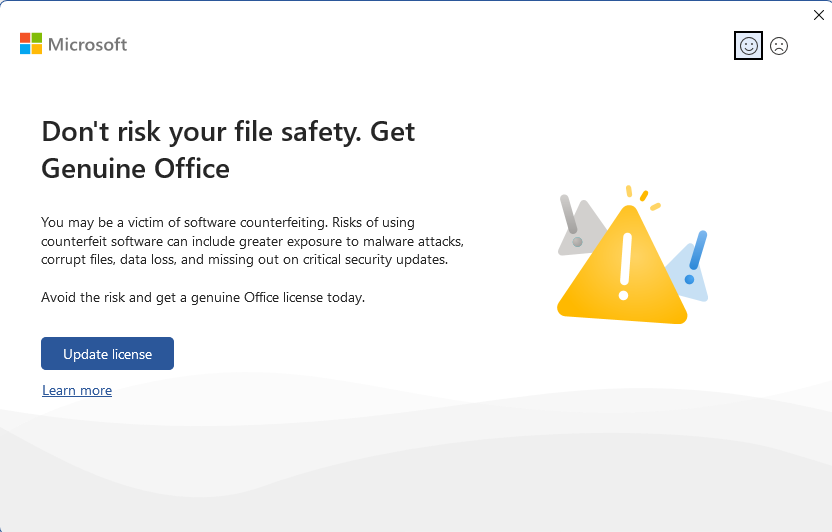 Microsoft
Don't risk your file safety. Get
Genuine Office
You may be a victim of software counterfeiting. Risks of using
counterfeit software can include greater exposure to malware attacks,
corrupt files, data loss, and missing out on critical security updates.
Avoid the risk and get a genuine Office license today.
Update license
Learn more